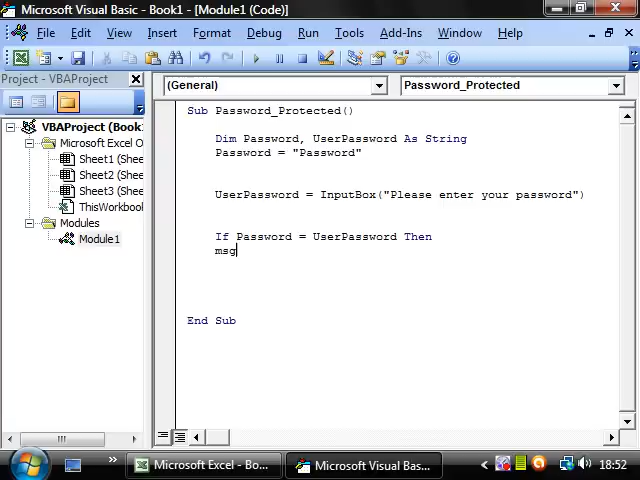 Microsoft Visual Basic - Book1 - [Module1 (Code)]
File Edit View Insert Format Debug Run Tools Add-Ins Window Help
Project - VBAProject
(General) Password_Protected
VBAProject (Book
Microsoft Excel O
Sheet1 (Shee
Sheet2 (Shee
Sheet3 (Shee
ThisWorkbook
Modules
Module1
Sub Password_Protected()
Dim Password, UserPassword As String
Password = "Password"
UserPassword = InputBox("Please enter your password")
If Password = UserPassword Then
msg
End Sub
Microsoft Excel - Bo... Microsoft Visual Bas... 18:52